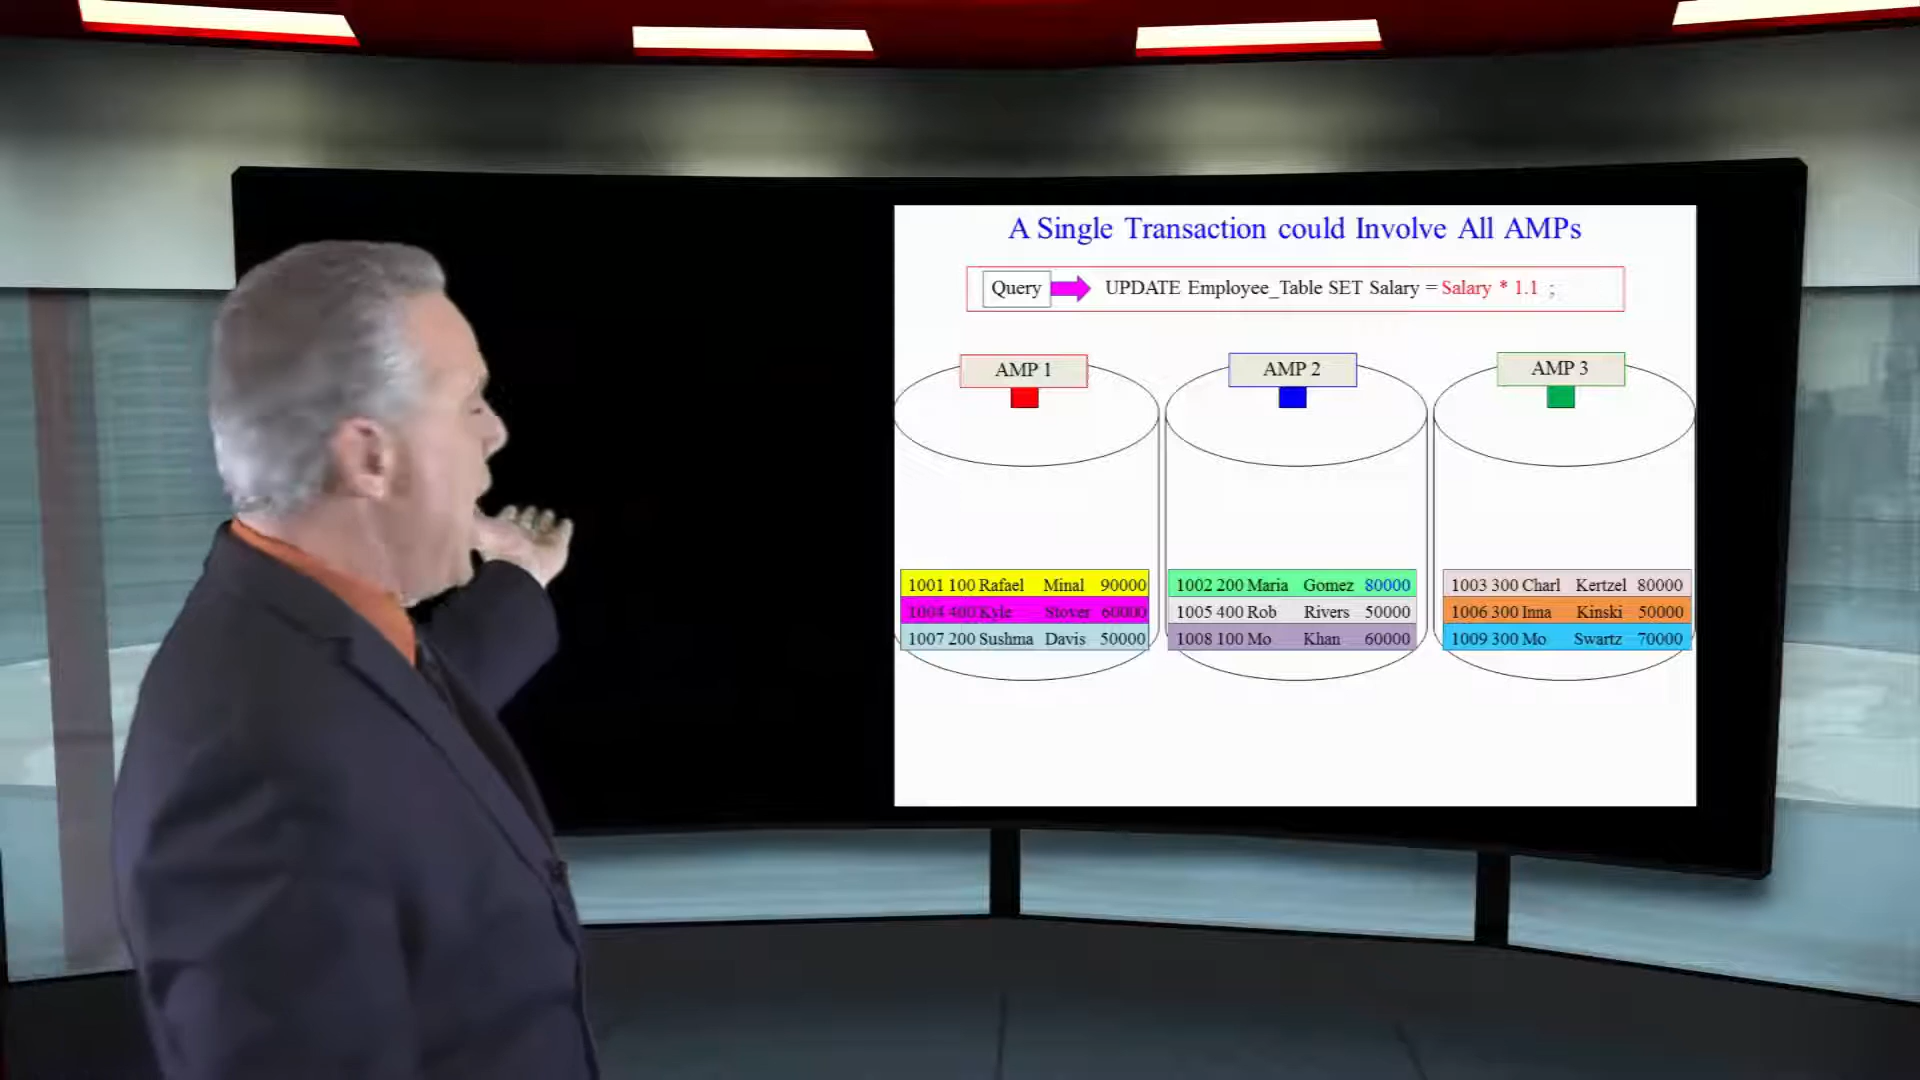 A Single Transaction could Involve All AMPs
Query UPDATE Employee_Table SET Salary = Salary * 1.1 ;
AMP 1
AMP 2
AMP 3
1001 100 Rafael Minal 90000
1004 400 Kyle Stover 60000
1007 200 Sushma Davis 50000
1002 200 Maria Gomez 80000
1005 400 Rob Rivers 50000
1008 100 Mo Khan 60000
1003 300 Charl Kertzel 80000
1006 300 Inna Kinski 50000
1009 300 Mo Swartz 70000